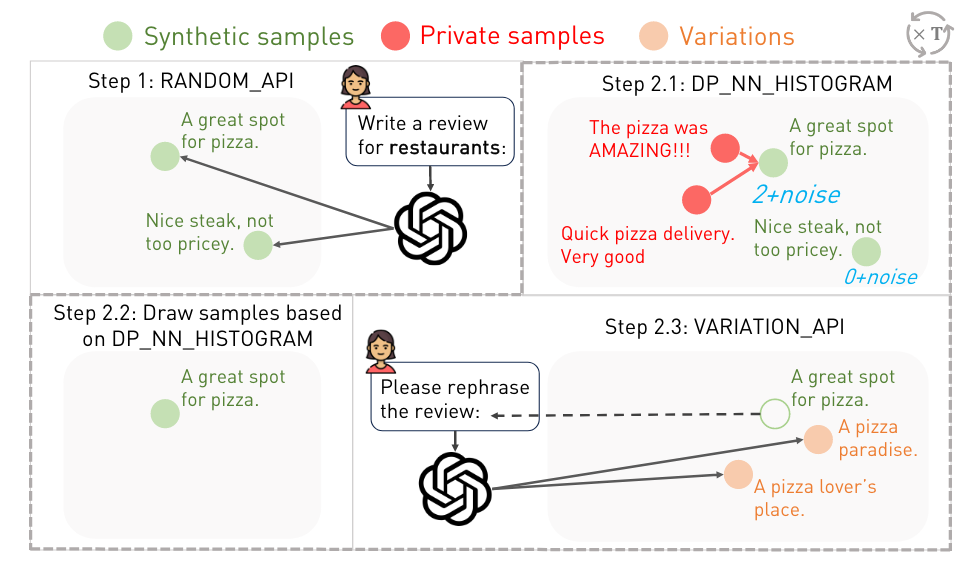 Synthetic samples
Private samples
Variations
× T
Step 1: RANDOM_API
A great spot
for pizza.
Nice steak, not
too pricey.
Write a review
for restaurants:
Step 2.1: DP_NN_HISTOGRAM
The pizza was
AMAZING!!!
A great spot
for pizza.
2+noise
Quick pizza delivery.
Very good
Nice steak, not
too pricey.
0+noise
Step 2.2: Draw samples based
on DP_NN_HISTOGRAM
A great spot
for pizza.
Please rephrase
the review:
Step 2.3: VARIATION_API
A great spot
for pizza.
A pizza
paradise.
A pizza lover's
place.